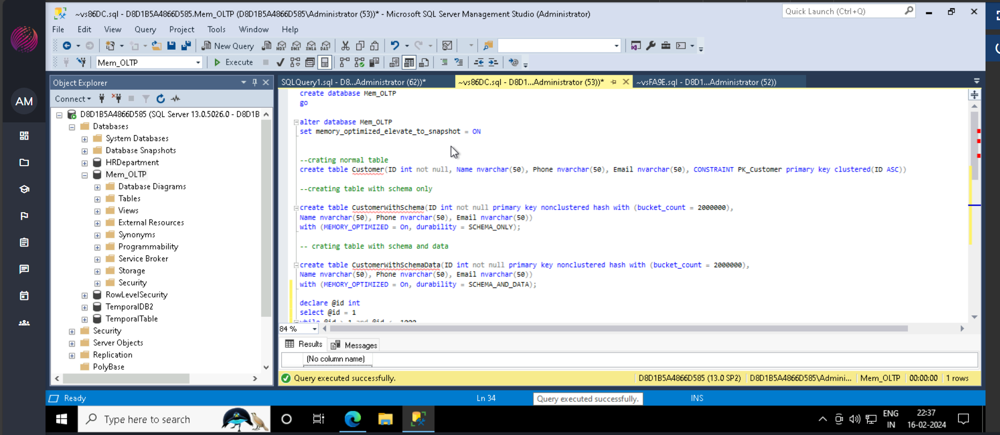 ~vs86DC.sql - D8D1B5A4866D585.Mem_OLTP (D8D1B5A4866D585\Administrator (53))* - Microsoft SQL Server Management Studio (Administrator)
Quick Launch (Ctrl+Q)
File Edit View Query Project Tools Window Help
New Query MDX DMX XMLA DAX
Mem_OLTP Execute
AM
Object Explorer
Connect
D8D1B5A4866D585 (SQL Server 13.0.5026.0 - D8D1B
Databases
System Databases
Database Snapshots
HRDepartment
Mem_OLTP
Database Diagrams
Tables
Views
External Resources
Synonyms
Programmability
Service Broker
Storage
Security
RowLevelSecurity
TemporalDB2
TemporalTable
Security
Server Objects
Replication
PolyBase
SQLQuery1.sql - D8...Administrator (62))*
~vs86DC.sql - D8D1...Administrator (53))*
~vsFA9E.sql - D8D1...Administrator (52))
create database Mem_OLTP
go
alter database Mem_OLTP
set memory_optimized_elevate_to_snapshot = ON
--crating normal table
create table Customer(ID int not null, Name nvarchar(50), Phone nvarchar(50), Email nvarchar(50), CONSTRAINT PK_Customer primary key clustered(ID ASC))
--creating table with schema only
create table CustomerWithSchema(ID int not null primary key nonclustered hash with (bucket_count = 2000000),
Name nvarchar(50), Phone nvarchar(50), Email nvarchar(50))
with (MEMORY_OPTIMIZED = On, durability = SCHEMA_ONLY);
-- crating table with schema and data
create table CustomerWithSchemaData(ID int not null primary key nonclustered hash with (bucket_count = 2000000),
Name nvarchar(50), Phone nvarchar(50), Email nvarchar(50))
with (MEMORY_OPTIMIZED = On, durability = SCHEMA_AND_DATA);
declare @id int
select @id = 1
84 %
Results Messages
(No column name)
Query executed successfully.
D8D1B5A4866D585 (13.0 SP2) D8D1B5A4866D585\Admini... Mem_OLTP 00:00:00 1 rows
Ready Ln 34 INS
Query executed successfully.
Type here to search
ENG
IN
22:37
16-02-2024